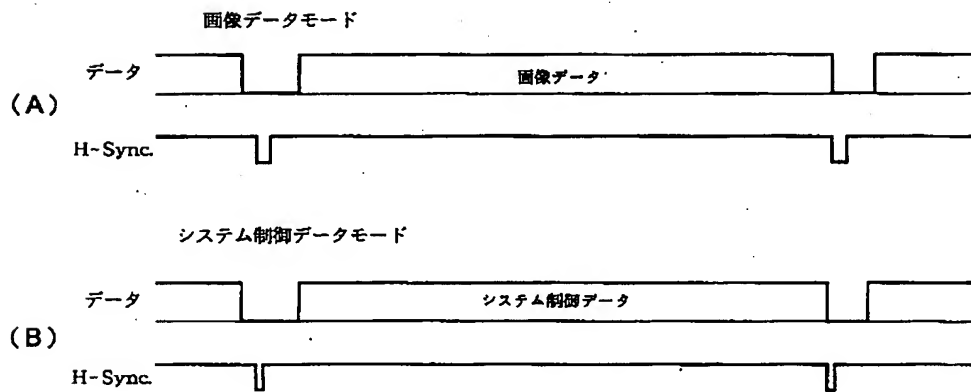 画像データモード
データ
画像データ
(A)
H-Sync.
システム制御データモード
データ
システム制御データ
(B)
H-Sync.